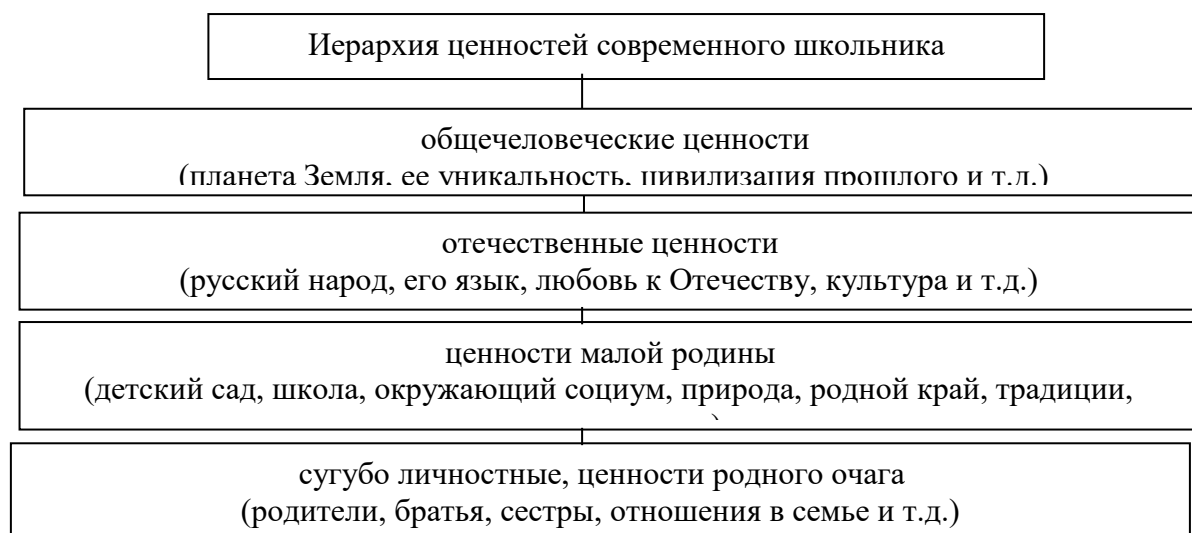 Иерархия ценностей современного школьника
общечеловеческие ценности
(планета Земля, ее уникальность, цивилизация прошлого и т.д.)
отечественные ценности
(русский народ, его язык, любовь к Отечеству, культура и т.д.)
ценности малой родины
(детский сад, школа, окружающий социум, природа, родной край, традиции,
сугубо личностные, ценности родного очага
(родители, братья, сестры, отношения в семье и т.д.)